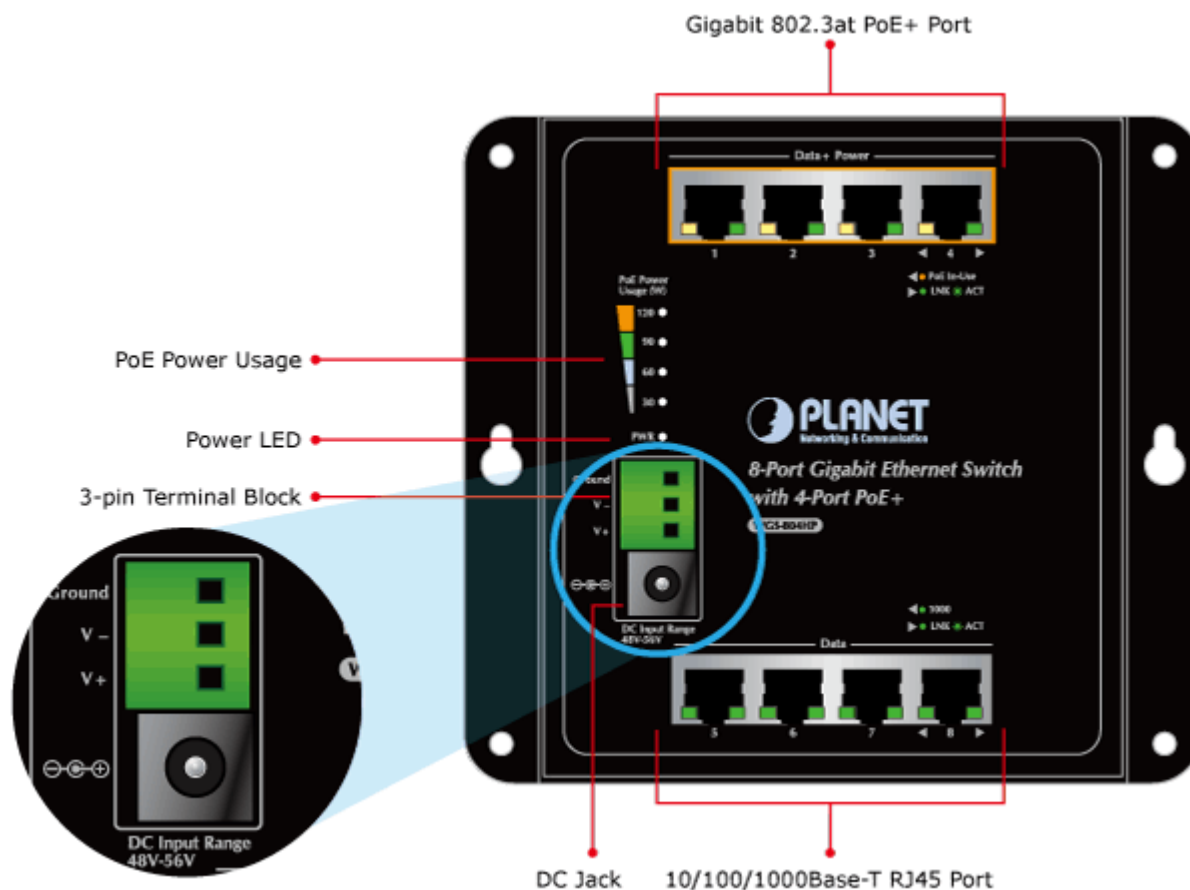 Gigabit 802.3at PoE+ Port
Data+ Power
1 2 3 4
PoE In-Use
LNK ACT
PoE Power
Usage (W)
120
90
60
30
PWR
PoE Power Usage
Power LED
3-pin Terminal Block
PLANET
Networking & Communication
8-Port Gigabit Ethernet Switch
with 4-Port PoE+
WGS-804HP
Ground
V -
V +
DC Input Range
48V-56V
Ground
V -
V +
W
DC Input Range
48V-56V
1000
LNK ACT
Data
5 6 7 8
DC Jack
10/100/1000Base-T RJ45 Port